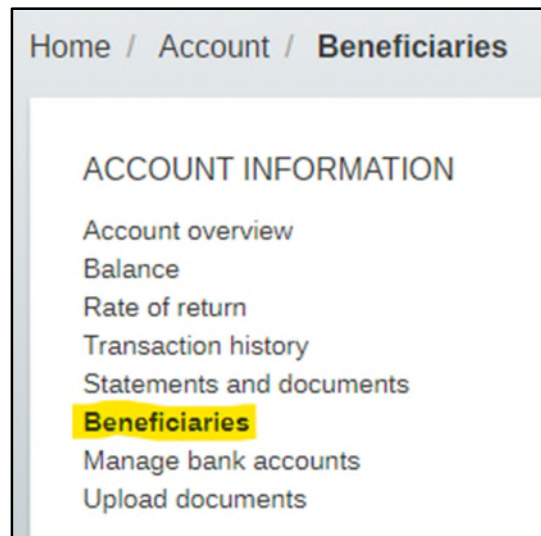 Home / Account / Beneficiaries
ACCOUNT INFORMATION
Account overview
Balance
Rate of return
Transaction history
Statements and documents
Beneficiaries
Manage bank accounts
Upload documents